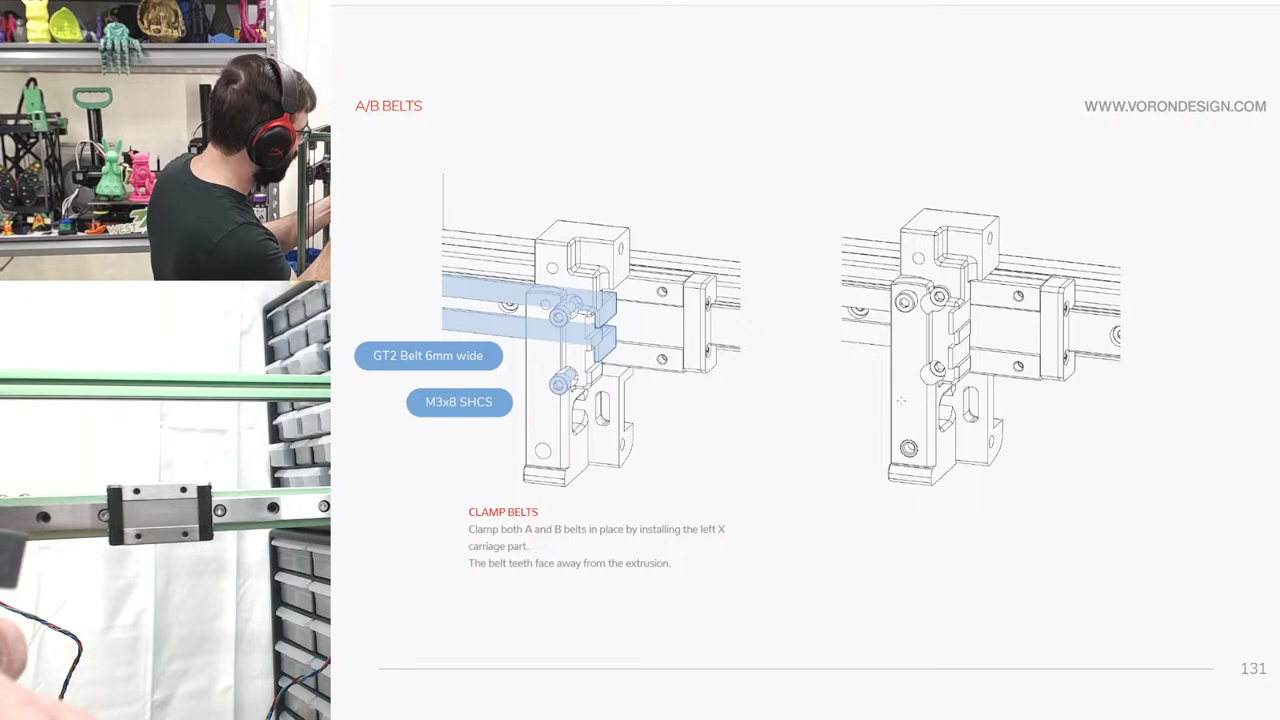 A/B BELTS
WWW.VORONDESIGN.COM
GT2 Belt 6mm wide
M3x8 SHCS
CLAMP BELTS
Clamp both A and B belts in place by installing the left X
carriage part.
The belt teeth face away from the extrusion.
131
WEST